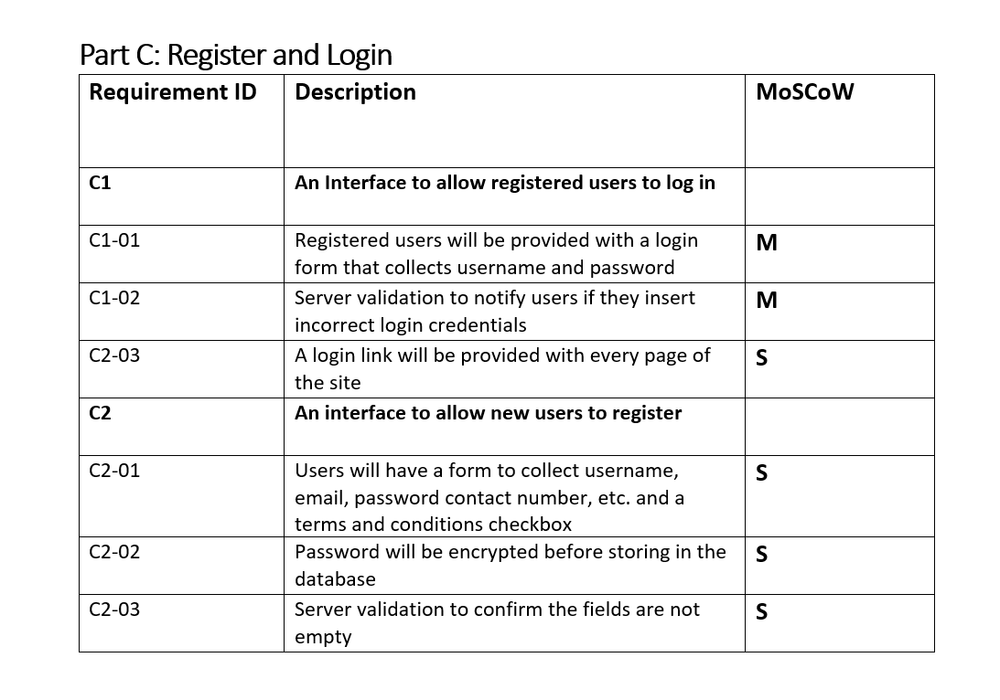 Part C: Register and Login
Requirement ID Description MoSCoW
C1 An Interface to allow registered users to log in
C1-01 Registered users will be provided with a login M
form that collects username and password
C1-02 Server validation to notify users if they insert M
incorrect login credentials
C2-03 A login link will be provided with every page of S
the site
C2 An interface to allow new users to register
C2-01 Users will have a form to collect username, S
email, password contact number, etc. and a
terms and conditions checkbox
C2-02 Password will be encrypted before storing in the S
database
C2-03 Server validation to confirm the fields are not S
empty